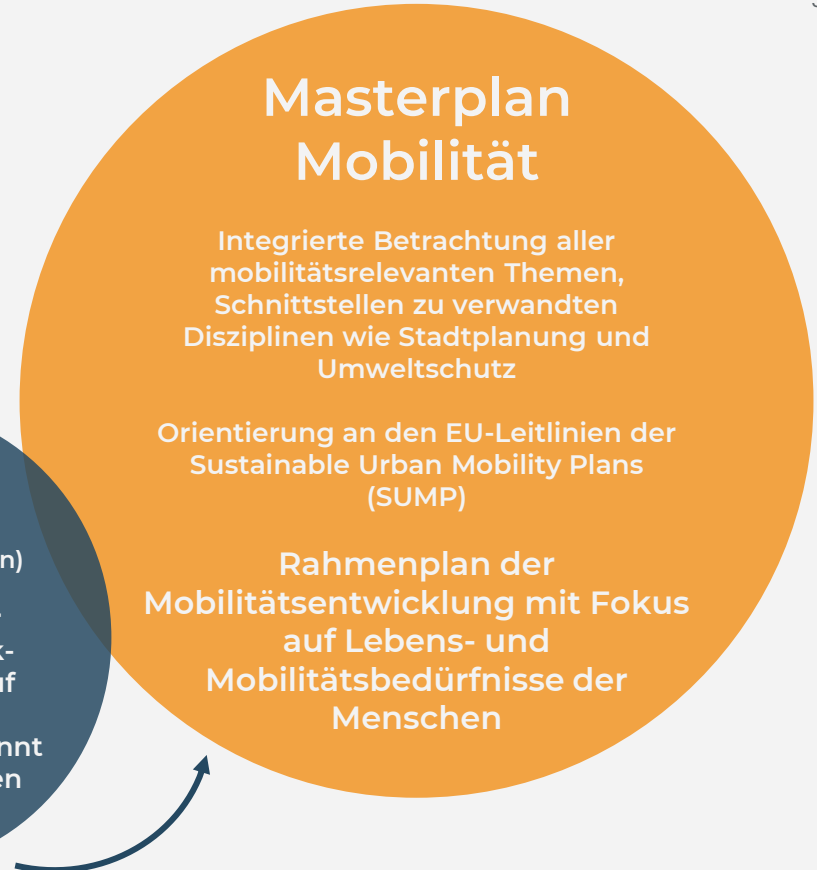 Masterplan
Mobilität
Integrierte Betrachtung aller
mobilitätsrelevanten Themen,
Schnittstellen zu verwandten
Disziplinen wie Stadtplanung und
Umweltschutz
Orientierung an den EU-Leitlinien der
Sustainable Urban Mobility Plans
(SUMP)
Rahmenplan der
Mobilitätsentwicklung mit Fokus
auf Lebens- und
Mobilitätsbedürfnisse der
Menschen